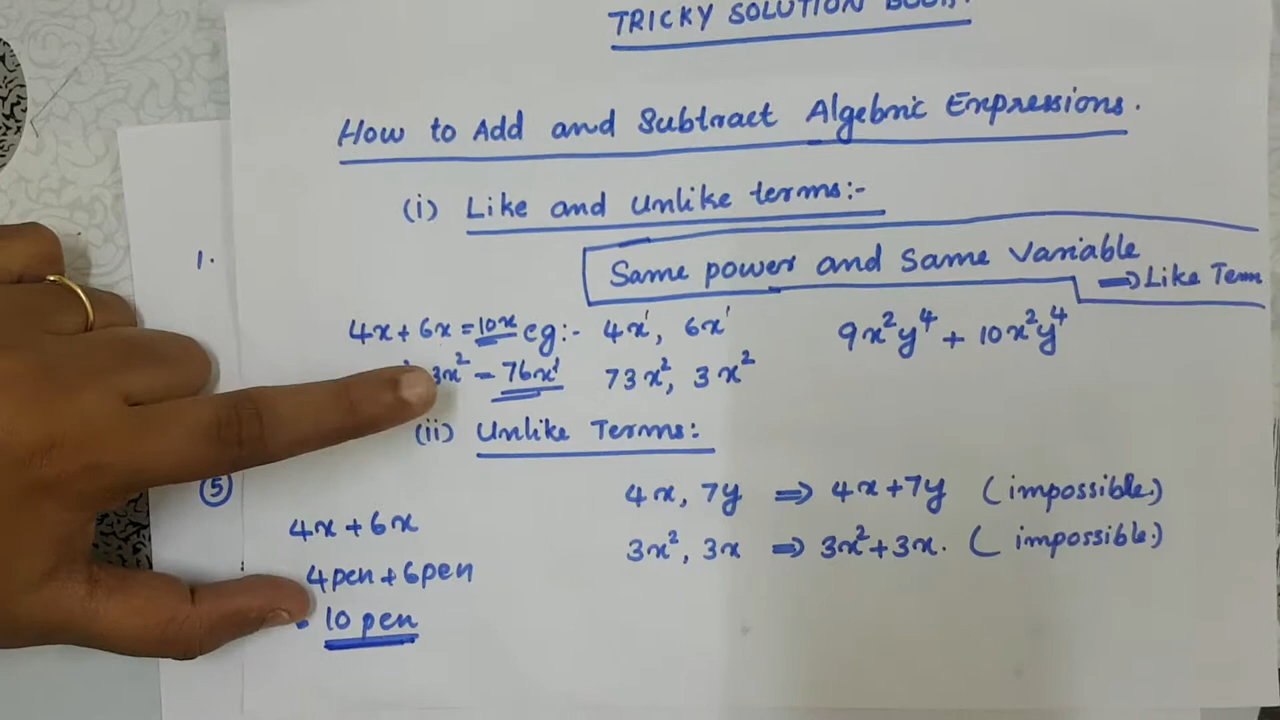 TRICKY SOLUTION
How to Add and Subtract Algebric Expressions.
(i) Like and Unlike terms:-
1.
Same power and Same Variable
⟹ Like Term
4x + 6x = 10x eg:- 4x¹, 6x¹ 9x²y⁴ + 10x²y⁴
3x² = 76x² 73x², 3x²
(ii) Unlike Terms:
5
4x, 7y ⟹ 4x+7y (impossible.)
4x + 6x
3x², 3x ⟹ 3x²+3x. ( impossible.)
4pen + 6pen
10 pen